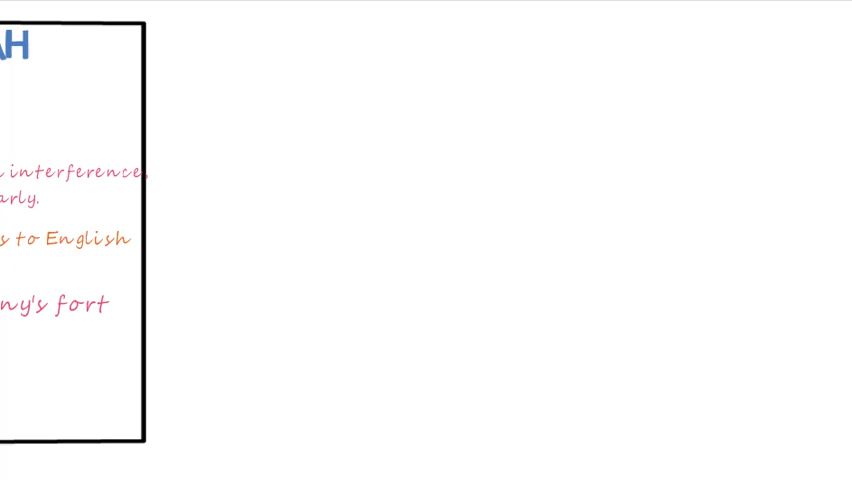 AH
interference,
arly.
s to English
ny's fort